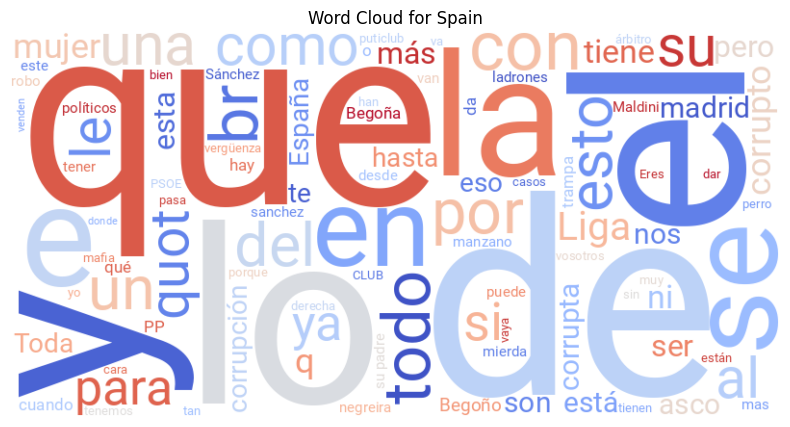 Word Cloud for Spain
mujer
una
como
puticlub
o
va
más
con
árbitro
tiene
su
pero
este
robo
que
la
el
bien
Sánchez
ladrones
van
da
venden
políticos
le
esta
br
España
han
Begoña
Maldini
madrid
corrupto
esto
vergüenza
hay
hasta
tener
desde
trampa
Eres
dar
PSOE
te
eso
casos
perro
pasa
sanchez
e
donde
quot
lo
del
en
por
manzano
Liga
nos
se
mafia
qué
porque
CLUB
vosotros
yo
un
y
de
corrupción
derecha
ya
todo
puede
si
vaya
corrupta
muy
sin
ni
PP
Toda
q
su padre
mierda
ser
están
cara
para
al
cuando
tenemos
tan
negreira
Begoño
son
está
tienen
asco
mas